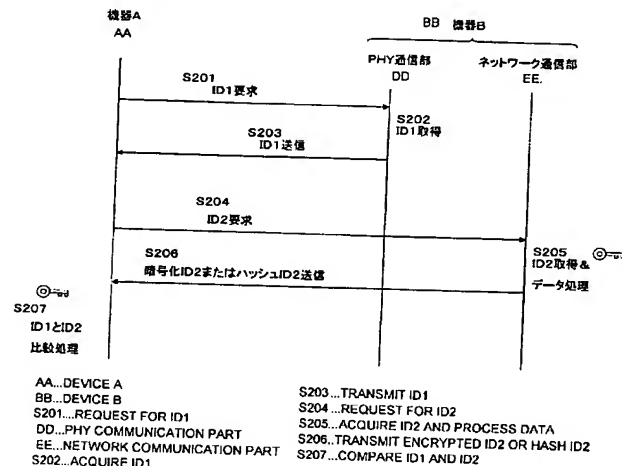 機器A
AA
BB 機器B
PHY通信部
DD
ネットワーク通信部
EE.
S201
ID1要求
S202
ID1取得
S203
ID1送信
S204
ID2要求
S205
ID2取得&
データ処理
S206
暗号化ID2またはハッシュID2送信
S207
ID1とID2
比較処理
AA...DEVICE A
BB...DEVICE B
S201....REQUEST FOR ID1
DD...PHY COMMUNICATION PART
EE...NETWORK COMMUNICATION PART
S202...ACQUIRE ID1
S203...TRANSMIT ID1
S204...REQUEST FOR ID2
S205...ACQUIRE ID2 AND PROCESS DATA
S206...TRANSMIT ENCRYPTED ID2 OR HASH ID2
S207...COMPARE ID1 AND ID2